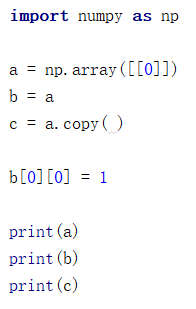 import numpy as np
a = np.array([[0]])
b = a
c = a.copy( )
b[0][0] = 1
print(a)
print(b)
print(c)